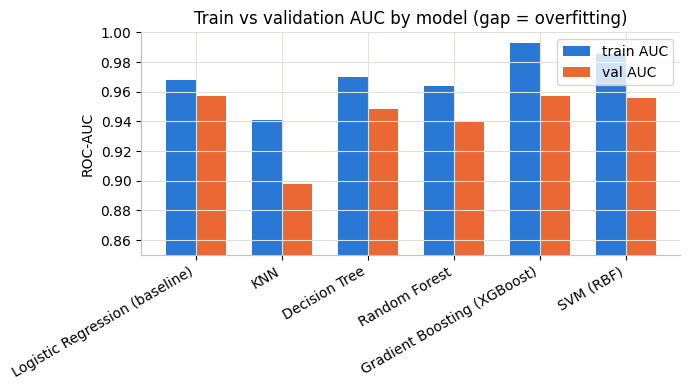 Train vs validation AUC by model (gap = overfitting)
train AUC
val AUC
ROC-AUC
1.00
0.98
0.96
0.94
0.92
0.90
0.88
0.86
Logistic Regression (baseline)
KNN
Decision Tree
Random Forest
Gradient Boosting (XGBoost)
SVM (RBF)